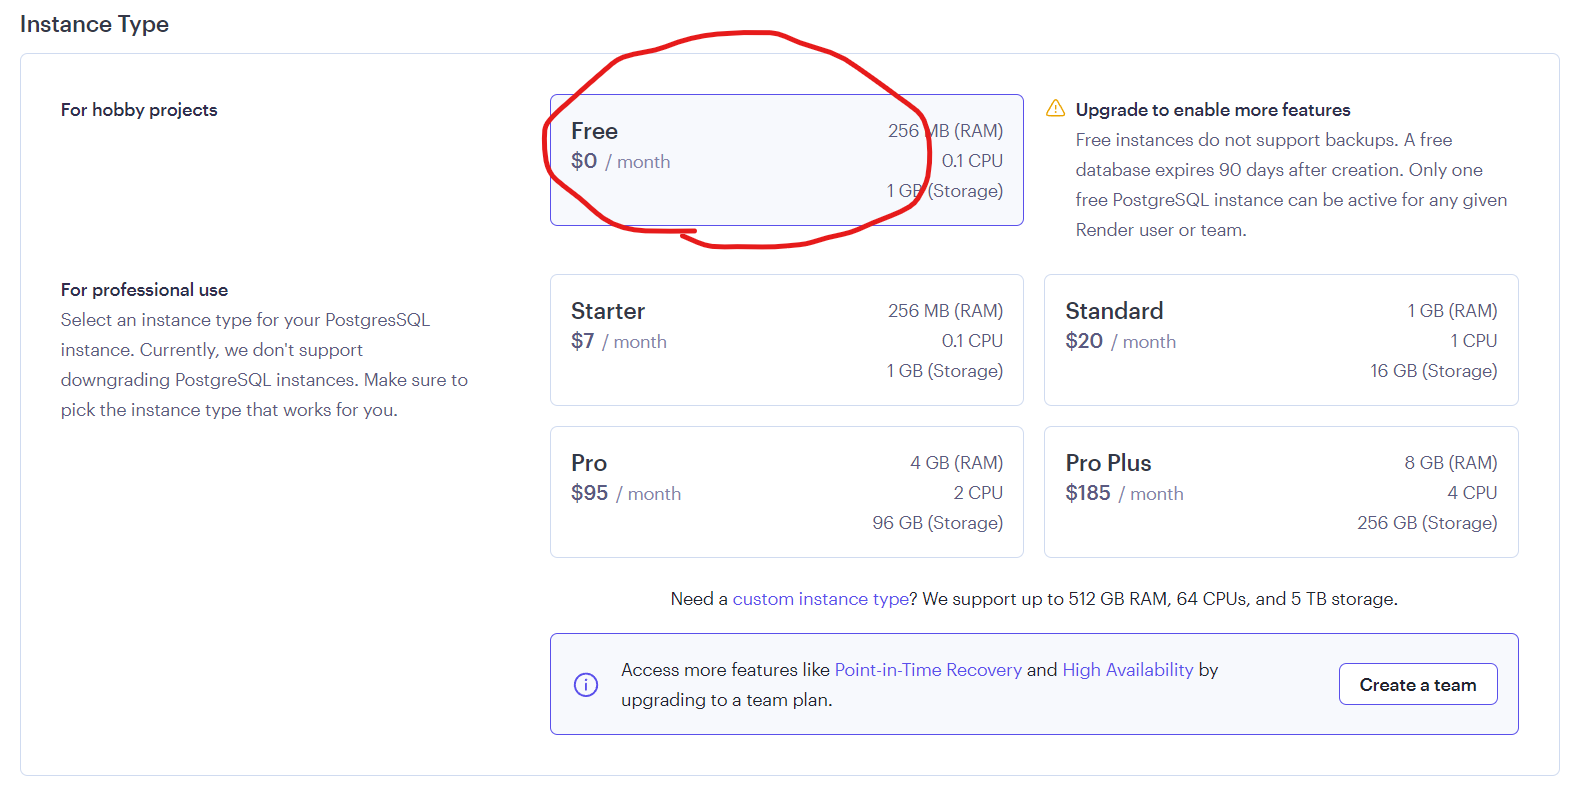 Instance Type
For hobby projects
Free
$0 / month
256 MB (RAM)
0.1 CPU
1 GB (Storage)
Upgrade to enable more features
Free instances do not support backups. A free
database expires 90 days after creation. Only one
free PostgreSQL instance can be active for any given
Render user or team.
For professional use
Select an instance type for your PostgresSQL
instance. Currently, we don't support
downgrading PostgreSQL instances. Make sure to
pick the instance type that works for you.
Starter
$7 / month
256 MB (RAM)
0.1 CPU
1 GB (Storage)
Standard
$20 / month
1 GB (RAM)
1 CPU
16 GB (Storage)
Pro
$95 / month
4 GB (RAM)
2 CPU
96 GB (Storage)
Pro Plus
$185 / month
8 GB (RAM)
4 CPU
256 GB (Storage)
Need a custom instance type? We support up to 512 GB RAM, 64 CPUs, and 5 TB storage.
Access more features like Point-in-Time Recovery and High Availability by
upgrading to a team plan.
Create a team